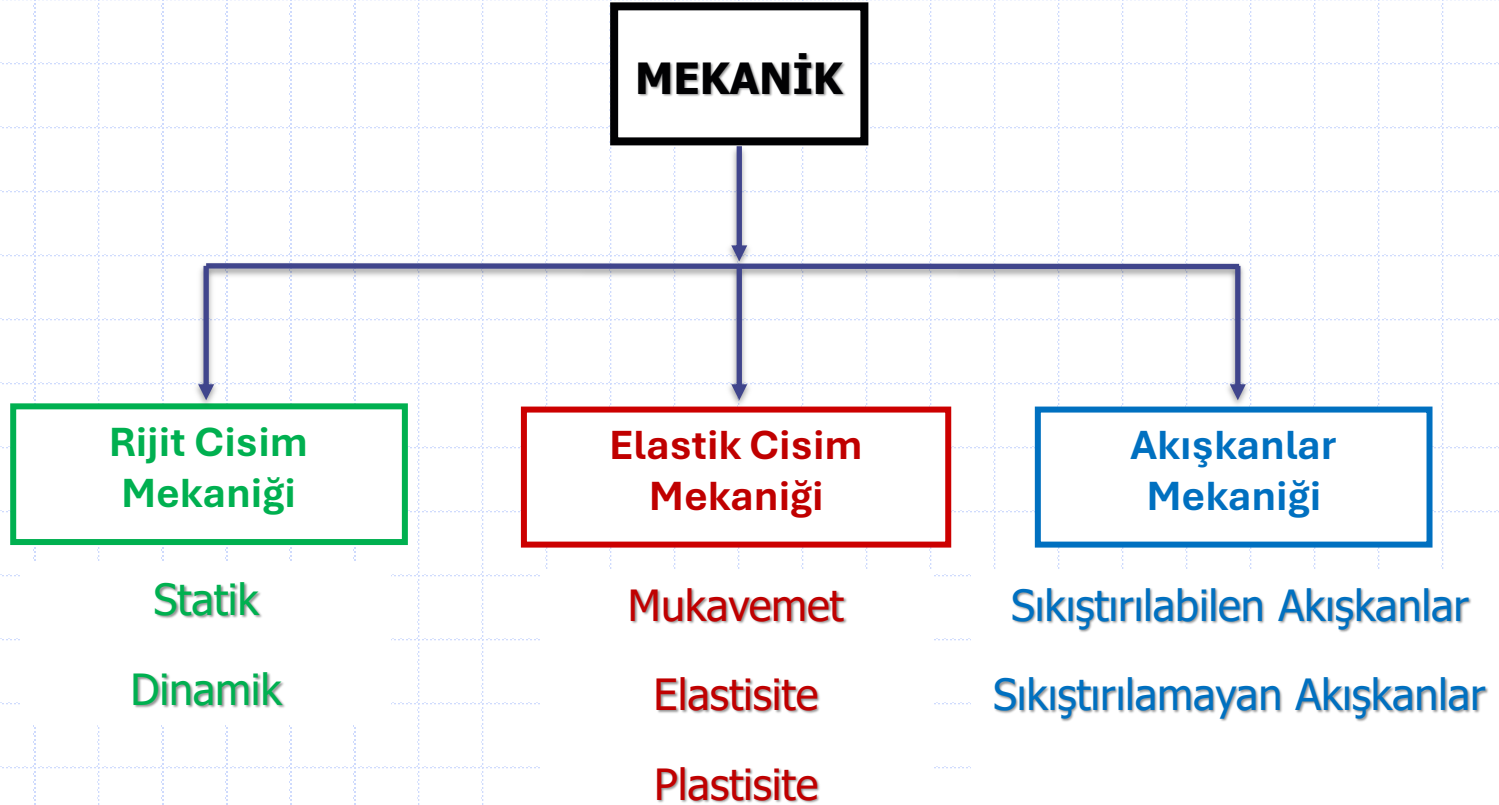 MEKANİK
Rijit Cisim
Mekaniği
Statik
Dinamik
Elastik Cisim
Mekaniği
Mukavemet
Elastisite
Plastisite
Akışkanlar
Mekaniği
Sıkıştırılabilen Akışkanlar
Sıkıştırılamayan Akışkanlar